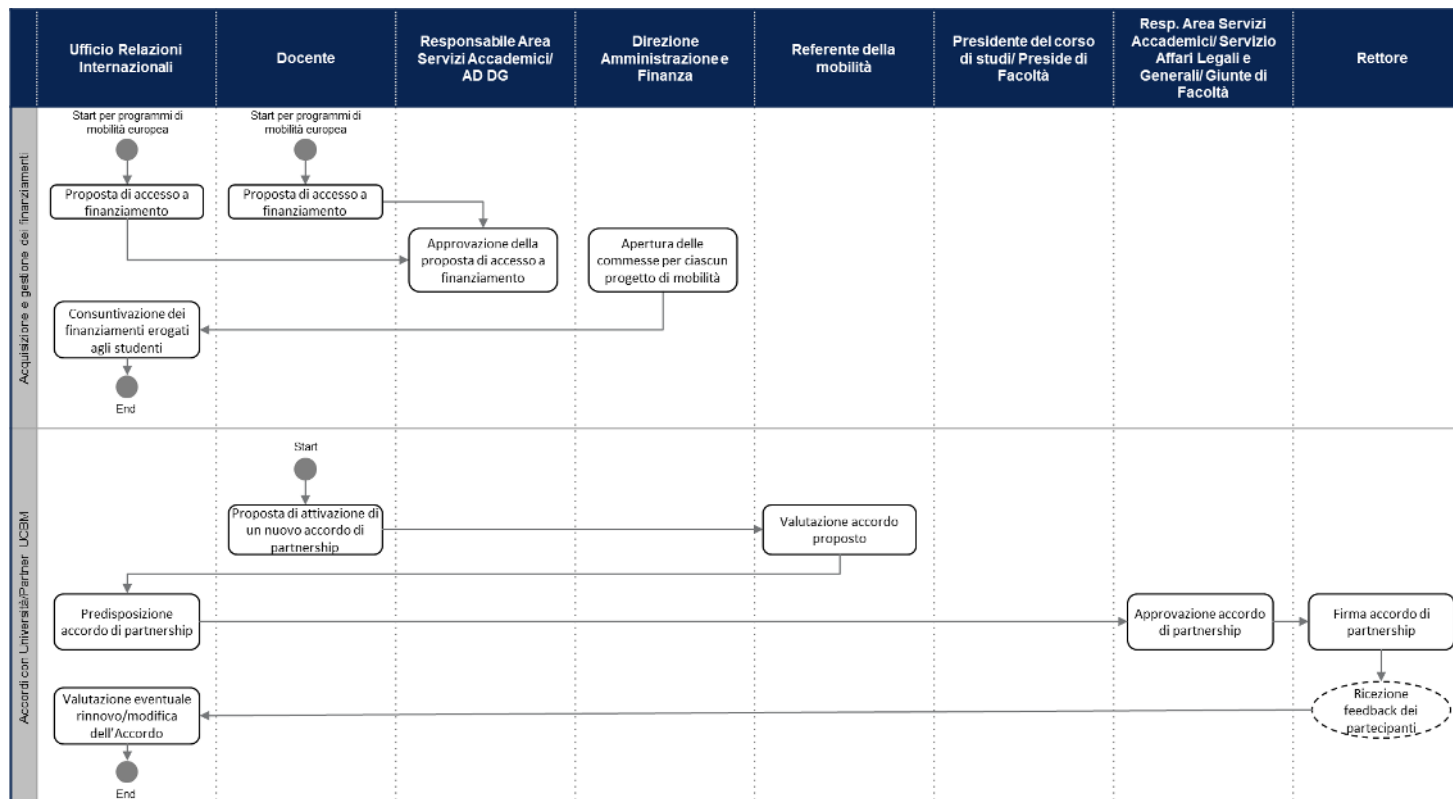 Ufficio Relazioni
Internazionali
Docente
Responsabile Area
Servizi Accademici/
AD DG
Direzione
Amministrazione e
Finanza
Referente della
mobilità
Presidente del corso
di studi/ Preside di
Facoltà
Resp. Area Servizi
Accademici/ Servizio
Affari Legali e
Generali/ Giunte di
Facoltà
Rettore
Acquisizione e gestione dei finanziamenti
Start per programmi di
mobilità europea
Start per programmi di
mobilità europea
Proposta di accesso a
finanziamento
Proposta di accesso a
finanziamento
Approvazione della
proposta di accesso a
finanziamento
Apertura delle
commesse per ciascun
progetto di mobilità
Consuntivazione dei
finanziamenti erogati
agli studenti
End
Accordi con Università/Partner UCBM
Start
Proposta di attivazione di
un nuovo accordo di
partnership
Valutazione accordo
proposto
Predisposizione
accordo di partnership
Approvazione accordo
di partnership
Firma accordo di
partnership
Valutazione eventuale
rinnovo/modifica
dell'Accordo
Ricezione
feedback dei
partecipanti
End